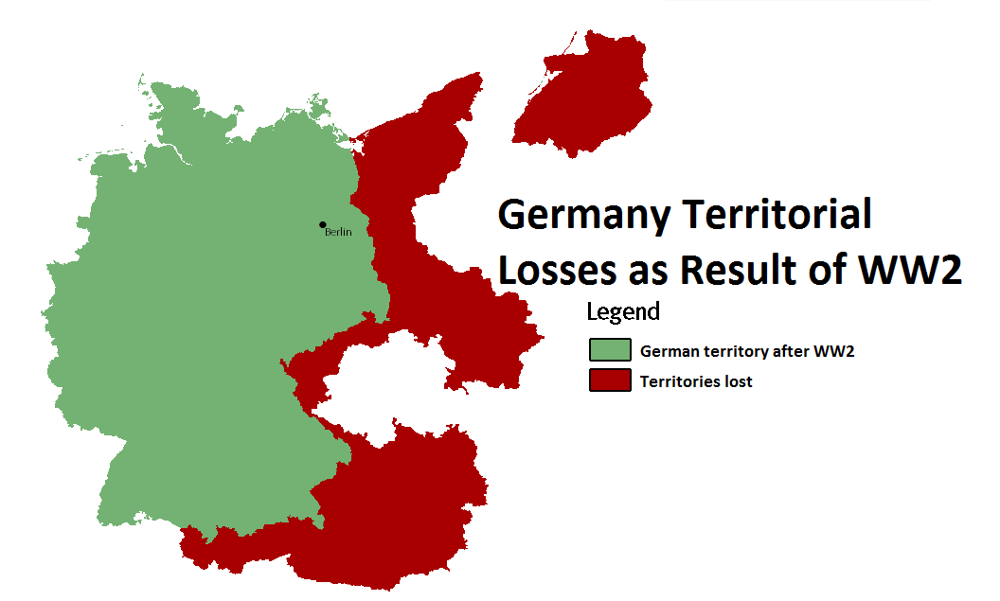 Berlin
Germany Territorial
Losses as Result of WW2
Legend
German territory after WW2
Territories lost